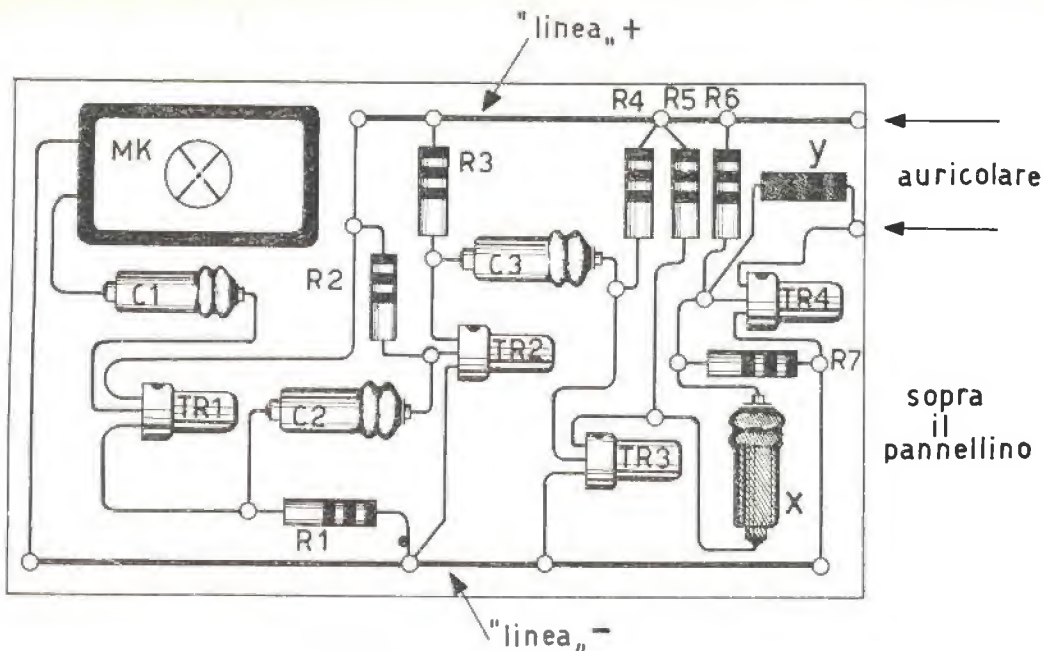 "linea„ +
R4 R5 R6
MK
R3
y
auricolare
C3
R2
C1
TR4
TR2
R7
TR1
C2
sopra
il
pannellino
TR3
X
R1
"linea„ -